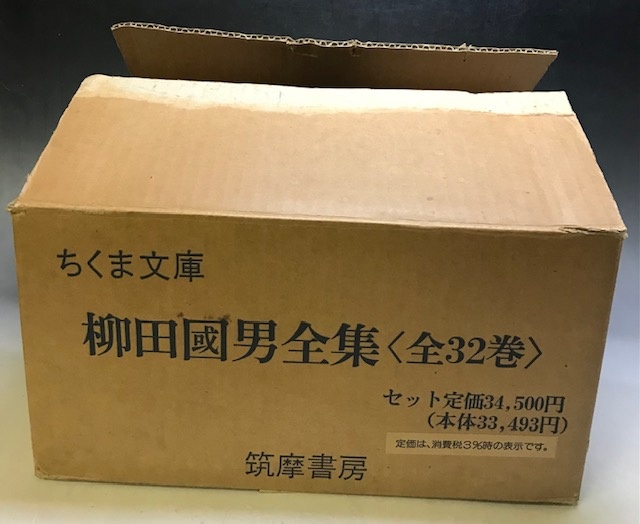 ちくま文庫
柳田國男全集〈全32巻〉
セット定価34,500円
(本体33,493円)
定価は、消費税3%時の表示です。
筑摩書房